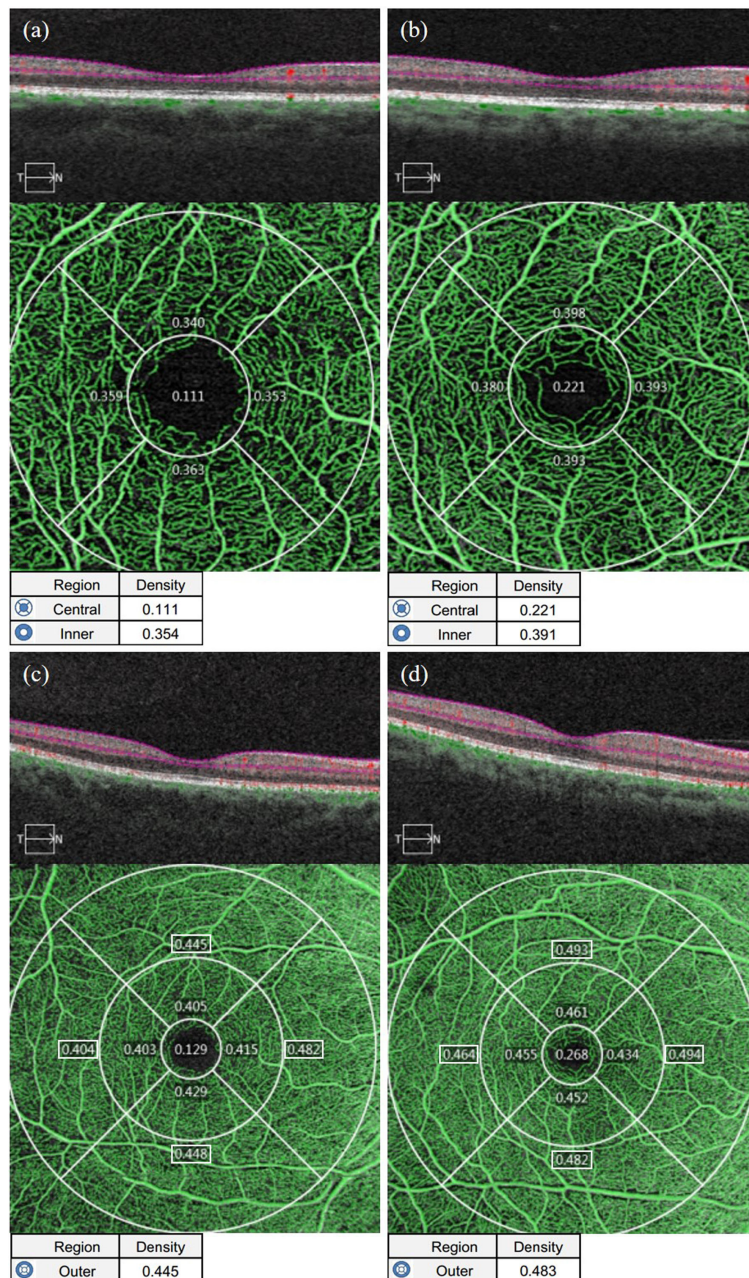 (a)
T N
0.340
0.359 0.111 0.353
0.363
Region Density
Central 0.111
Inner 0.354
(b)
T N
0.398
0.380 0.221 0.393
0.393
Region Density
Central 0.221
Inner 0.391
(c)
T N
0.445
0.405
0.404 0.403 0.129 0.415 0.482
0.429
0.448
Region Density
Outer 0.445
(d)
T N
0.493
0.461
0.464 0.455 0.268 0.434 0.494
0.452
0.482
Region Density
Outer 0.483